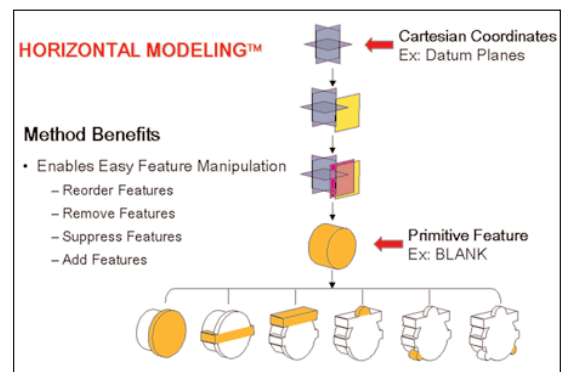 HORIZONTAL MODELING™
Cartesian Coordinates
Ex: Datum Planes
Method Benefits
• Enables Easy Feature Manipulation
– Reorder Features
– Remove Features
– Suppress Features
– Add Features
Primitive Feature
Ex: BLANK